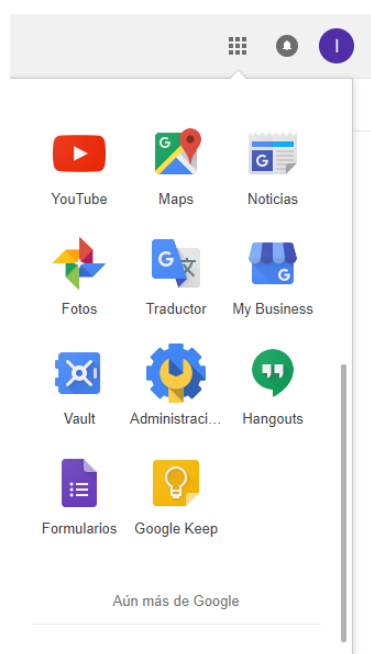 I
YouTube Maps Noticias
Fotos Traductor My Business
Vault Administraci... Hangouts
Formularios Google Keep
Aún más de Google